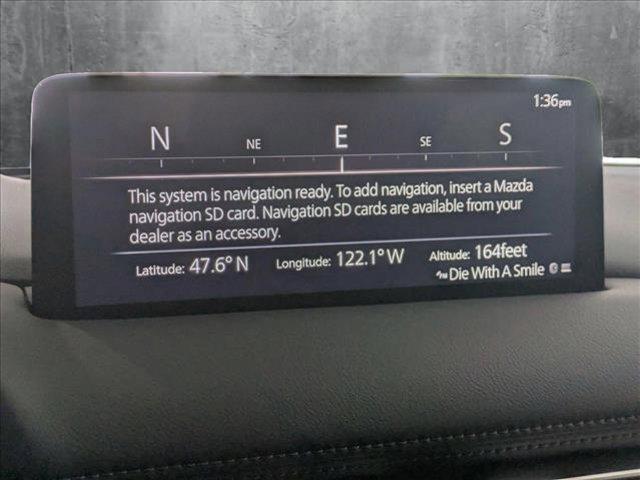 1:36pm
N NE E SE S
This system is navigation ready. To add navigation, insert a Mazda
navigation SD card. Navigation SD cards are available from your
dealer as an accessory.
Latitude: 47.6° N Longitude: 122.1° W Altitude: 164feet
Die With A Smile